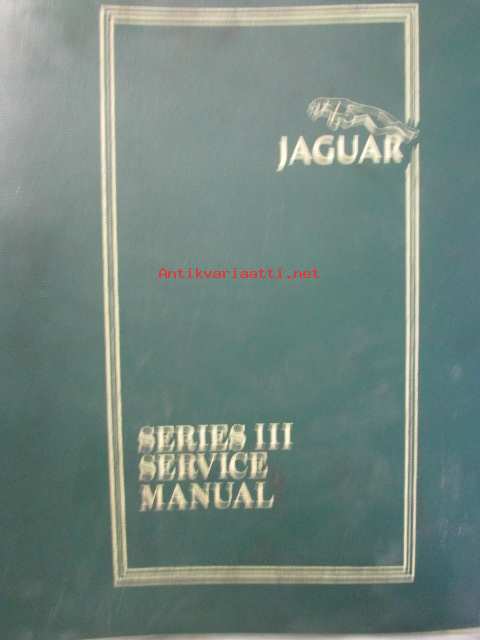 JAGUAR
Antikvariaatti.net
SERIES III
SERVICE
MANUAL